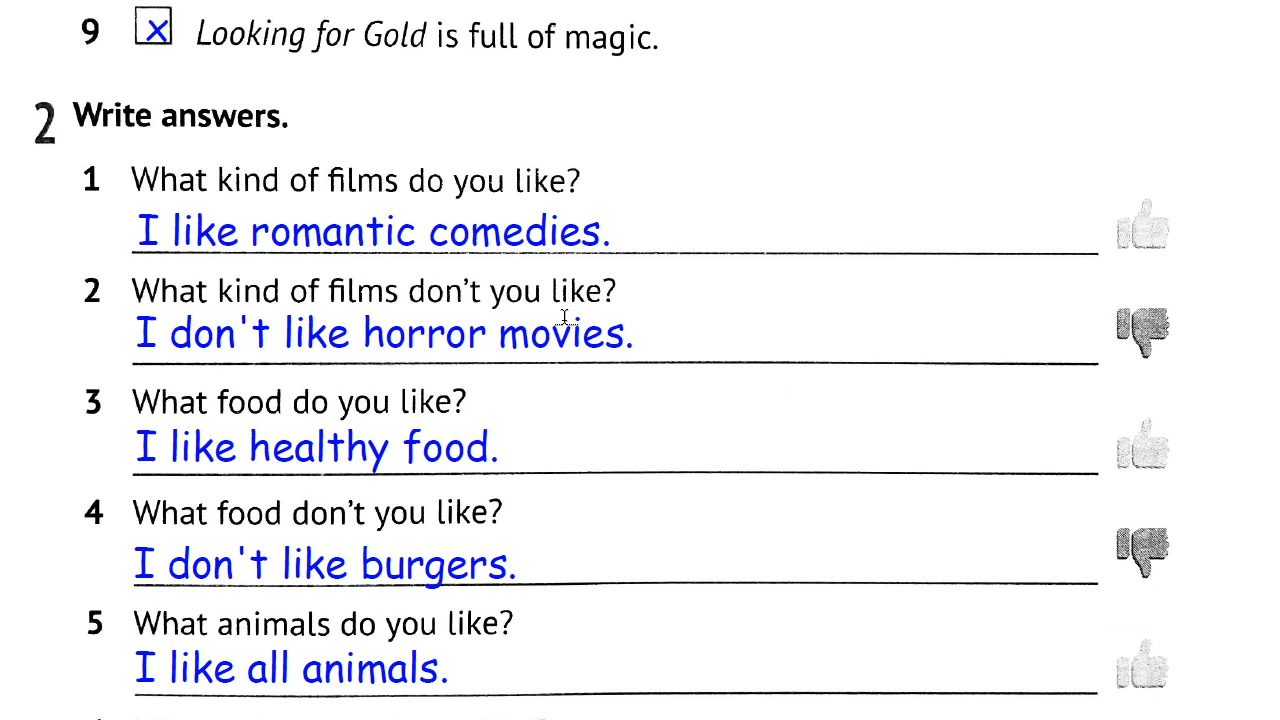 9 x Looking for Gold is full of magic.
2 Write answers.
1 What kind of films do you like?
I like romantic comedies.
2 What kind of films don't you like?
I don't like horror movies.
3 What food do you like?
I like healthy food.
4 What food don't you like?
I don't like burgers.
5 What animals do you like?
I like all animals.